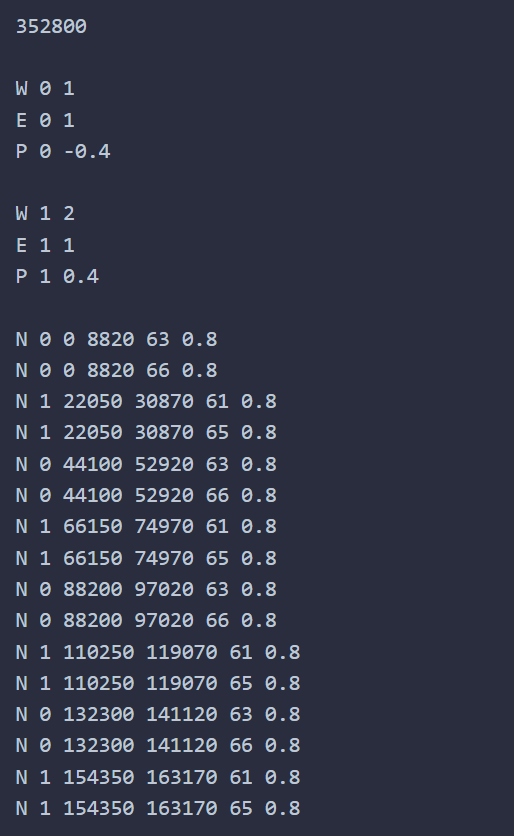 352800
W 0 1
E 0 1
P 0 -0.4
W 1 2
E 1 1
P 1 0.4
N 0 0 8820 63 0.8
N 0 0 8820 66 0.8
N 1 22050 30870 61 0.8
N 1 22050 30870 65 0.8
N 0 44100 52920 63 0.8
N 0 44100 52920 66 0.8
N 1 66150 74970 61 0.8
N 1 66150 74970 65 0.8
N 0 88200 97020 63 0.8
N 0 88200 97020 66 0.8
N 1 110250 119070 61 0.8
N 1 110250 119070 65 0.8
N 0 132300 141120 63 0.8
N 0 132300 141120 66 0.8
N 1 154350 163170 61 0.8
N 1 154350 163170 65 0.8